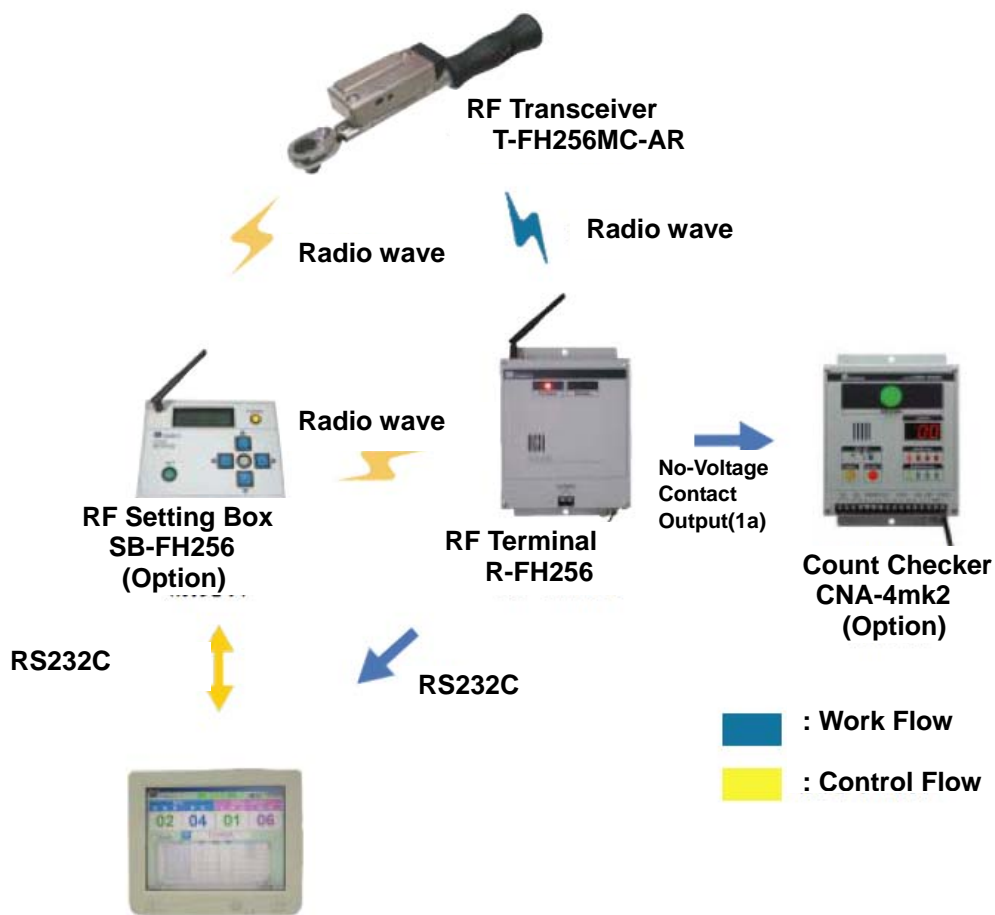 RF Transceiver
T-FH256MC-AR
Radio wave
Radio wave
Radio wave
No-Voltage
Contact
Output(1a)
RF Setting Box
SB-FH256
(Option)
RF Terminal
R-FH256
Count Checker
CNA-4mk2
(Option)
RS232C
RS232C
: Work Flow
: Control Flow
02 04 01 06
00